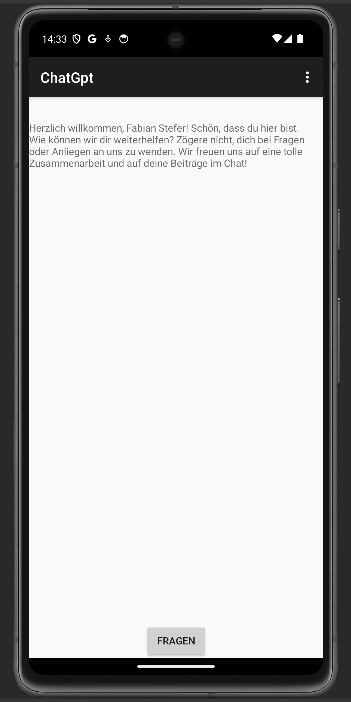 14:33
ChatGpt
Herzlich willkommen, Fabian Stefer! Schön, dass du hier bist.
Wie können wir dir weiterhelfen? Zögere nicht, dich bei Fragen
oder Anliegen an uns zu wenden. Wir freuen uns auf eine tolle
Zusammenarbeit und auf deine Beiträge im Chat!
FRAGEN